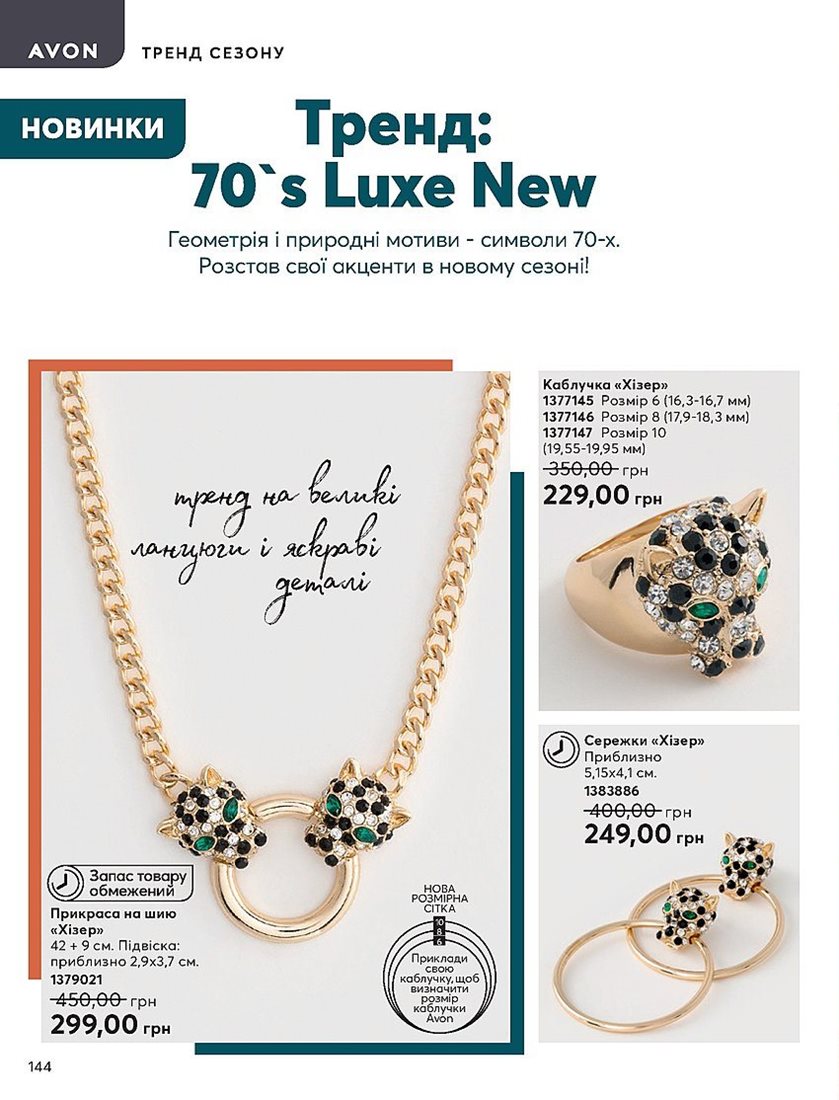 AVON
ТРЕНД СЕЗОНУ
НОВИНКИ
Тренд:
70`s Luxe New
Геометрія і природні мотиви - символи 70-х.
Розстав свої акценти в новому сезоні!
тренд на великі
ланцюги і яскраві
деталі
Запас товару
обмежений
Прикраса на шию
«Хізер»
42 + 9 см. Підвіска:
приблизно 2,9х3,7 см.
1379021
450,00 грн
299,00 грн
НОВА
РОЗМІРНА
СІТКА
10
8
6
Приклади
свою
каблучку, щоб
визначити
розмір
каблучки
Avon
Каблучка «Хізер»
1377145 Розмір 6 (16,3-16,7 мм)
1377146 Розмір 8 (17,9-18,3 мм)
1377147 Розмір 10
(19,55-19,95 мм)
350,00 грн
229,00 грн
Сережки «Хізер»
Приблизно
5,15х4,1 см.
1383886
400,00 грн
249,00 грн
144